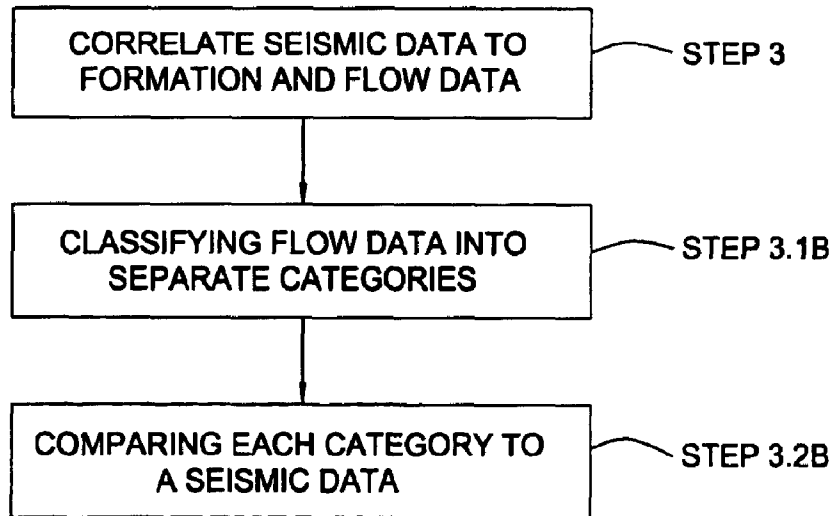 CORRELATE SEISMIC DATA TO
FORMATION AND FLOW DATA
STEP 3
CLASSIFYING FLOW DATA INTO
SEPARATE CATEGORIES
STEP 3.1B
COMPARING EACH CATEGORY TO
A SEISMIC DATA
STEP 3.2B